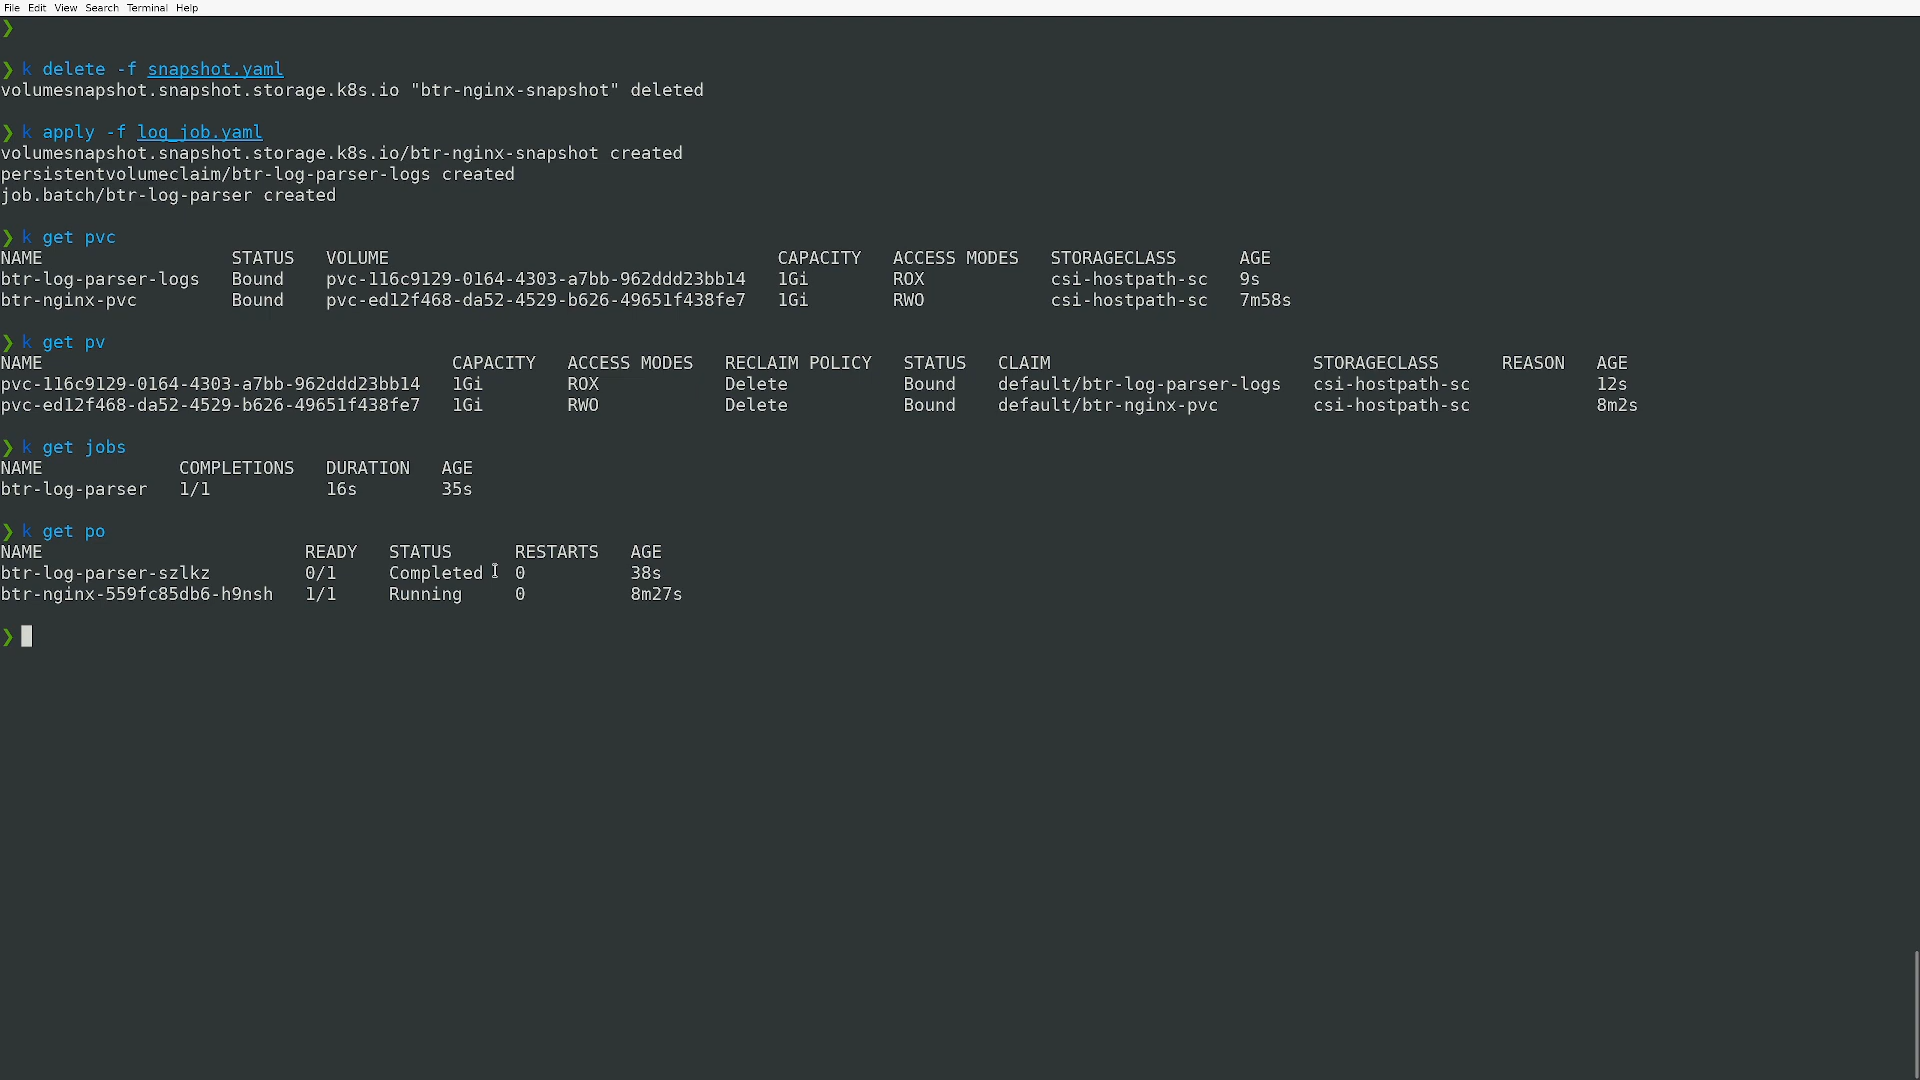 File Edit View Search Terminal Help
❯
❯ k delete -f snapshot.yaml
volumesnapshot.snapshot.storage.k8s.io "btr-nginx-snapshot" deleted
❯ k apply -f log_job.yaml
volumesnapshot.snapshot.storage.k8s.io/btr-nginx-snapshot created
persistentvolumeclaim/btr-log-parser-logs created
job.batch/btr-log-parser created
❯ k get pvc
NAME STATUS VOLUME CAPACITY ACCESS MODES STORAGECLASS AGE
btr-log-parser-logs Bound pvc-116c9129-0164-4303-a7bb-962ddd23bb14 1Gi ROX csi-hostpath-sc 9s
btr-nginx-pvc Bound pvc-ed12f468-da52-4529-b626-49651f438fe7 1Gi RWO csi-hostpath-sc 7m58s
❯ k get pv
NAME CAPACITY ACCESS MODES RECLAIM POLICY STATUS CLAIM STORAGECLASS REASON AGE
pvc-116c9129-0164-4303-a7bb-962ddd23bb14 1Gi ROX Delete Bound default/btr-log-parser-logs csi-hostpath-sc 12s
pvc-ed12f468-da52-4529-b626-49651f438fe7 1Gi RWO Delete Bound default/btr-nginx-pvc csi-hostpath-sc 8m2s
❯ k get jobs
NAME COMPLETIONS DURATION AGE
btr-log-parser 1/1 16s 35s
❯ k get po
NAME READY STATUS RESTARTS AGE
btr-log-parser-szlkz 0/1 Completed 0 38s
btr-nginx-559fc85db6-h9nsh 1/1 Running 0 8m27s
❯